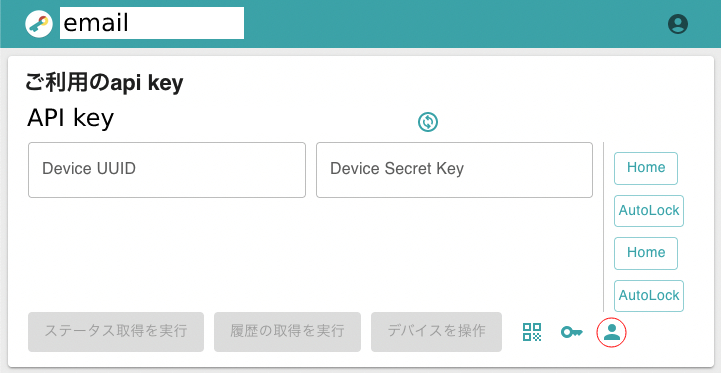 email
ご利用のapi key
API key
Device UUID
Device Secret Key
Home
AutoLock
Home
AutoLock
ステータス取得を実行
履歴の取得を実行
デバイスを操作